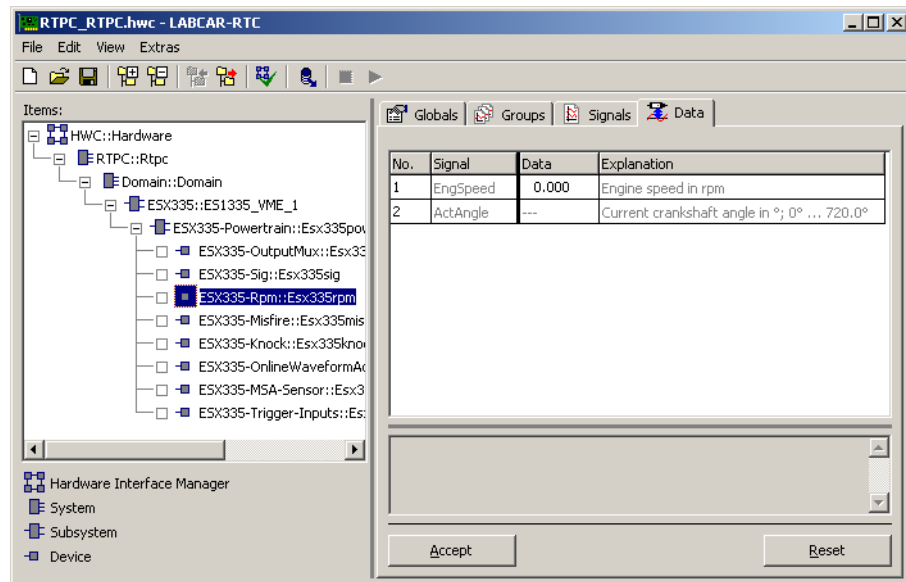 RTPC_RTPC.hwc - LABCAR-RTC
File Edit View Extras
Items:
HWC::Hardware
RTPC::Rtpc
Domain::Domain
ESX335::ES1335_VME_1
ESX335-Powertrain::Esx335pov
ESX335-OutputMux::Esx33
ESX335-Sig::Esx335sig
ESX335-Rpm::Esx335rpm
ESX335-Misfire::Esx335mis
ESX335-Knock::Esx335kno
ESX335-OnlineWaveformAc
ESX335-MSA-Sensor::Esx3
ESX335-Trigger-Inputs::Es
Hardware Interface Manager
System
Subsystem
Device
Globals Groups Signals Data
No. Signal Data Explanation
1 EngSpeed 0.000 Engine speed in rpm
2 ActAngle --- Current crankshaft angle in °; 0° ... 720.0°
Accept Reset